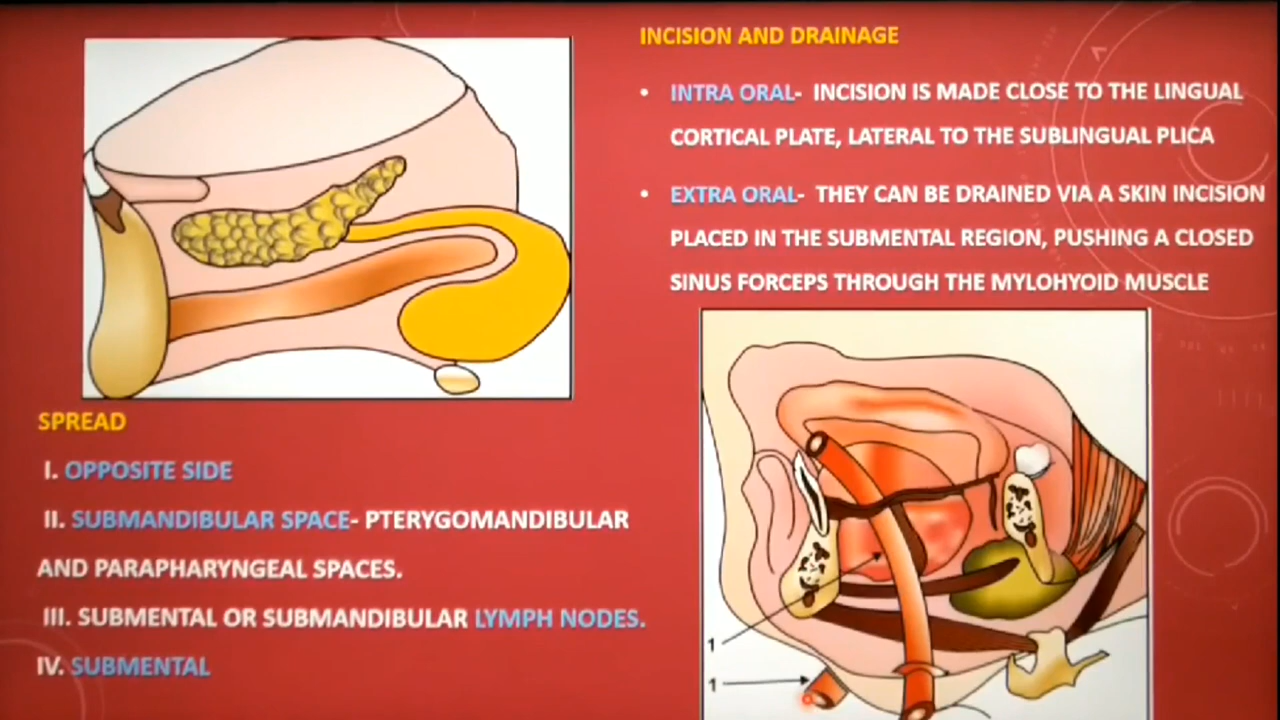 INCISION AND DRAINAGE
• INTRA ORAL- INCISION IS MADE CLOSE TO THE LINGUAL
CORTICAL PLATE, LATERAL TO THE SUBLINGUAL PLICA
• EXTRA ORAL- THEY CAN BE DRAINED VIA A SKIN INCISION
PLACED IN THE SUBMENTAL REGION, PUSHING A CLOSED
SINUS FORCEPS THROUGH THE MYLOHYOID MUSCLE
SPREAD
I. OPPOSITE SIDE
II. SUBMANDIBULAR SPACE- PTERYGOMANDIBULAR
AND PARAPHARYNGEAL SPACES.
III. SUBMENTAL OR SUBMANDIBULAR LYMPH NODES.
IV. SUBMENTAL
1
1